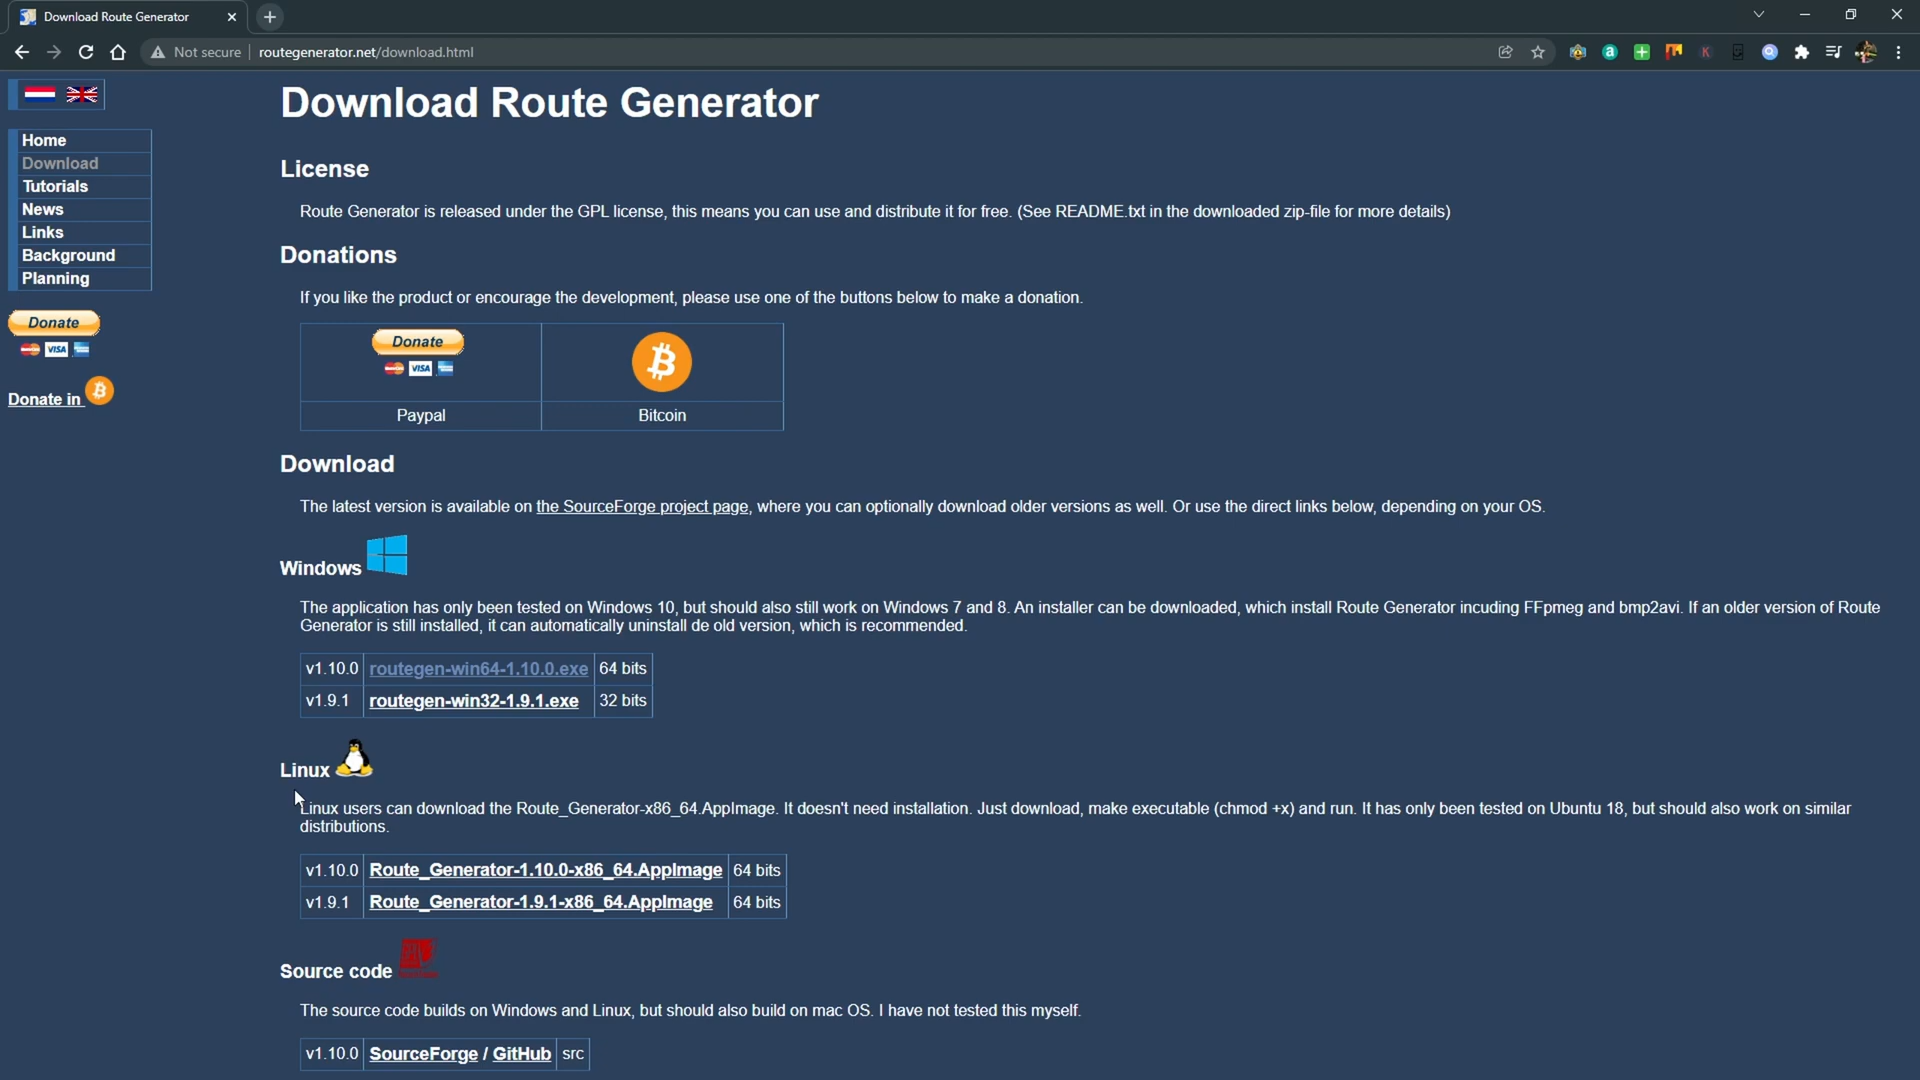 Download Route Generator
Not secure
routegenerator.net/download.html
Home
Download
Tutorials
News
Links
Background
Planning
Donate
VISA
Donate in
Download Route Generator
License
Route Generator is released under the GPL license, this means you can use and distribute it for free. (See README.txt in the downloaded zip-file for more details)
Donations
If you like the product or encourage the development, please use one of the buttons below to make a donation.
Donate
VISA
Paypal
Bitcoin
Download
The latest version is available on the SourceForge project page, where you can optionally download older versions as well. Or use the direct links below, depending on your OS.
Windows
The application has only been tested on Windows 10, but should also still work on Windows 7 and 8. An installer can be downloaded, which install Route Generator incuding FFpmeg and bmp2avi. If an older version of Route
Generator is still installed, it can automatically uninstall de old version, which is recommended.
v1.10.0 routegen-win64-1.10.0.exe 64 bits
v1.9.1 routegen-win32-1.9.1.exe 32 bits
Linux
Linux users can download the Route_Generator-x86_64.AppImage. It doesn't need installation. Just download, make executable (chmod +x) and run. It has only been tested on Ubuntu 18, but should also work on similar
distributions.
v1.10.0 Route_Generator-1.10.0-x86_64.AppImage 64 bits
v1.9.1 Route_Generator-1.9.1-x86_64.AppImage 64 bits
Source code
The source code builds on Windows and Linux, but should also build on mac OS. I have not tested this myself.
v1.10.0 SourceForge / GitHub src